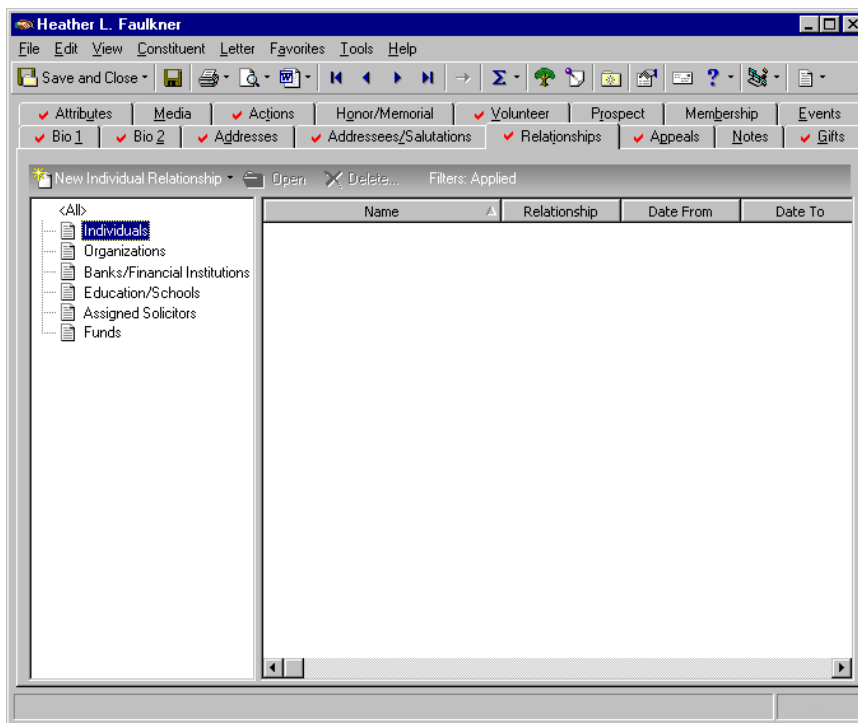 Heather L. Faulkner
File Edit View Constituent Letter Favorites Tools Help
Save and Close
Attributes Media Actions Honor/Memorial Volunteer Prospect Membership Events
Bio 1 Bio 2 Addresses Addressees/Salutations Relationships Appeals Notes Gifts
New Individual Relationship Open Delete... Filters: Applied
<All>
Name Relationship Date From Date To
Individuals
Organizations
Banks/Financial Institutions
Education/Schools
Assigned Solicitors
Funds